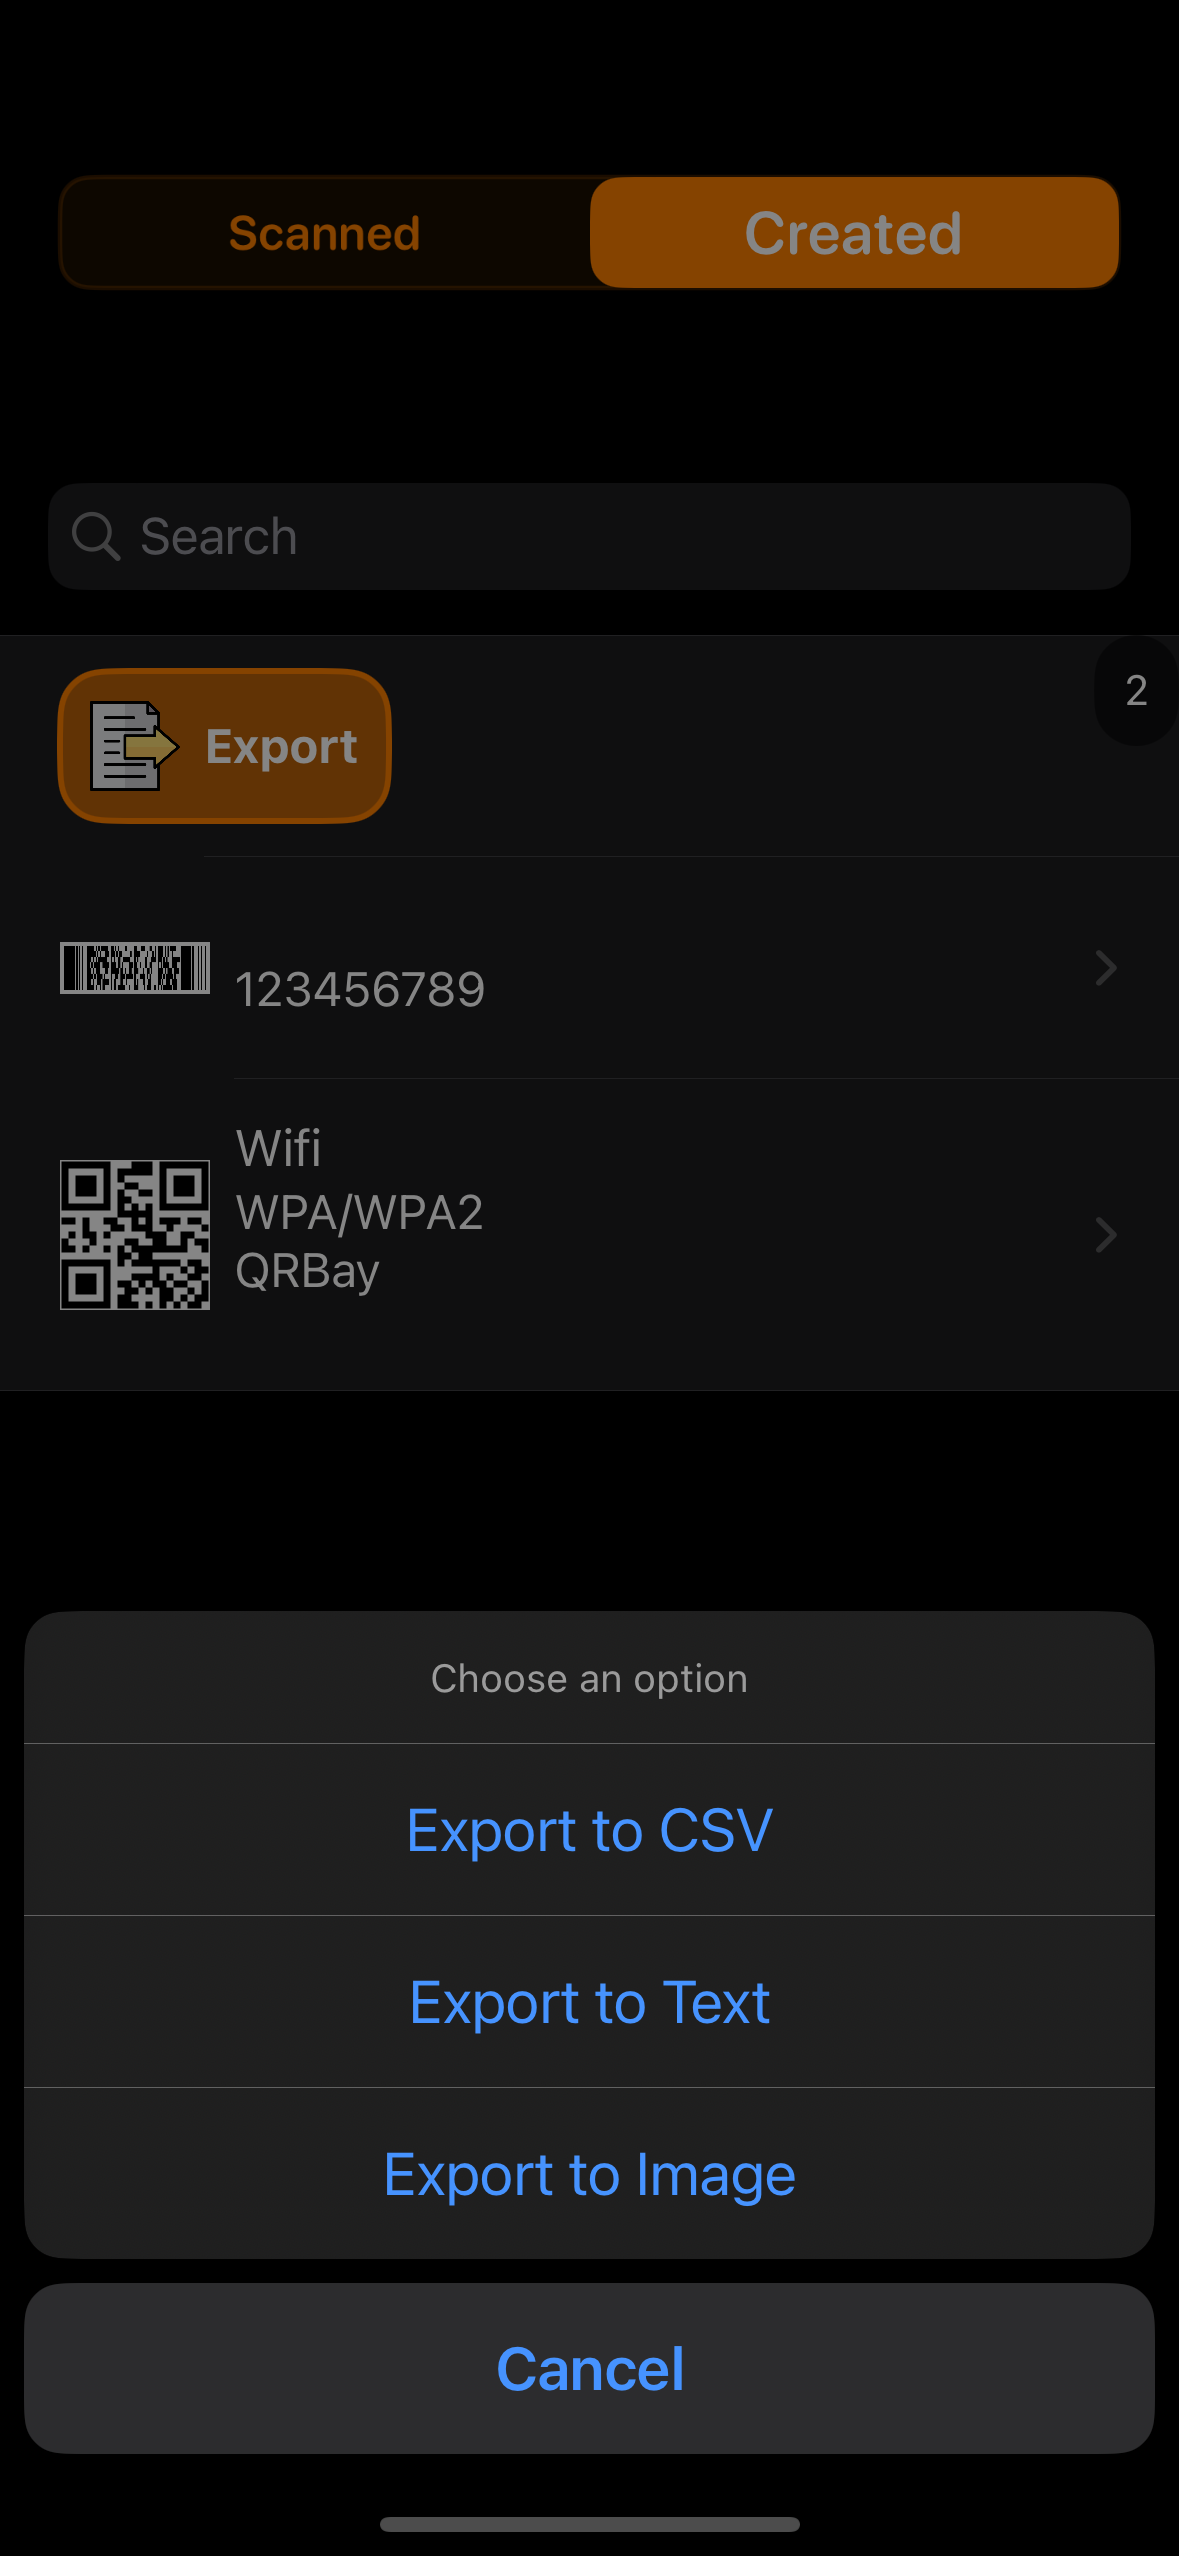 Scanned
Created
Search
Export
2
123456789
Wifi
WPA/WPA2
QRBay
Choose an option
Export to CSV
Export to Text
Export to Image
Cancel